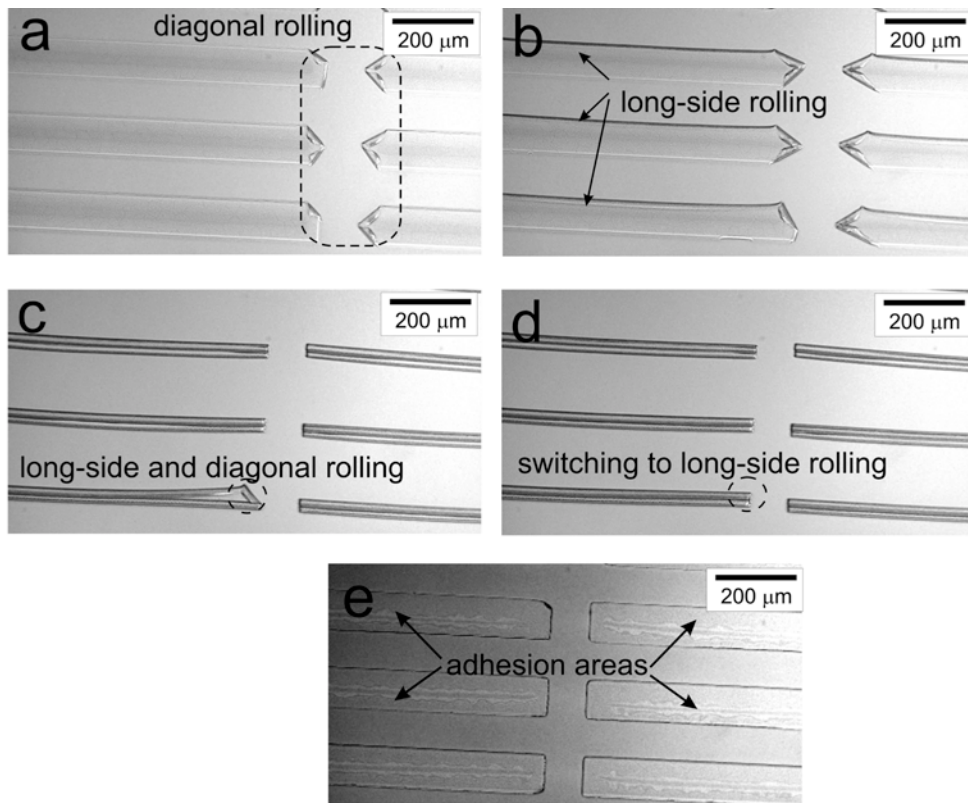 a
diagonal rolling
200 μm
b
long-side rolling
200 μm
c
200 μm
long-side and diagonal rolling
d
200 μm
switching to long-side rolling
e
200 μm
adhesion areas